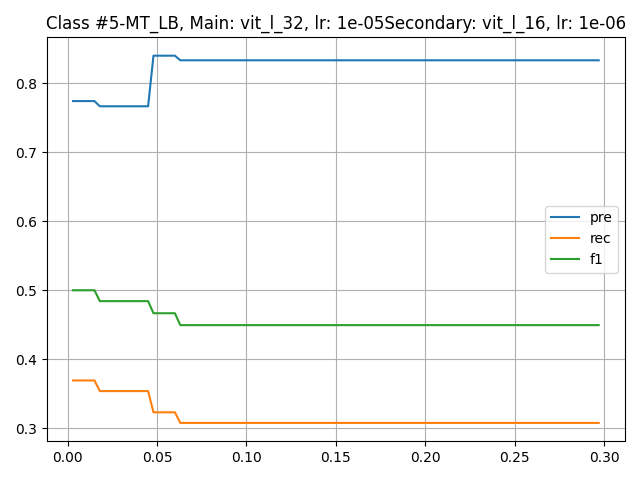 Class #5-MT_LB, Main: vit_l_32, lr: 1e-05Secondary: vit_l_16, lr: 1e-06
0.8
0.7
0.6
0.5
0.4
0.3
pre
rec
f1
0.00 0.05 0.10 0.15 0.20 0.25 0.30